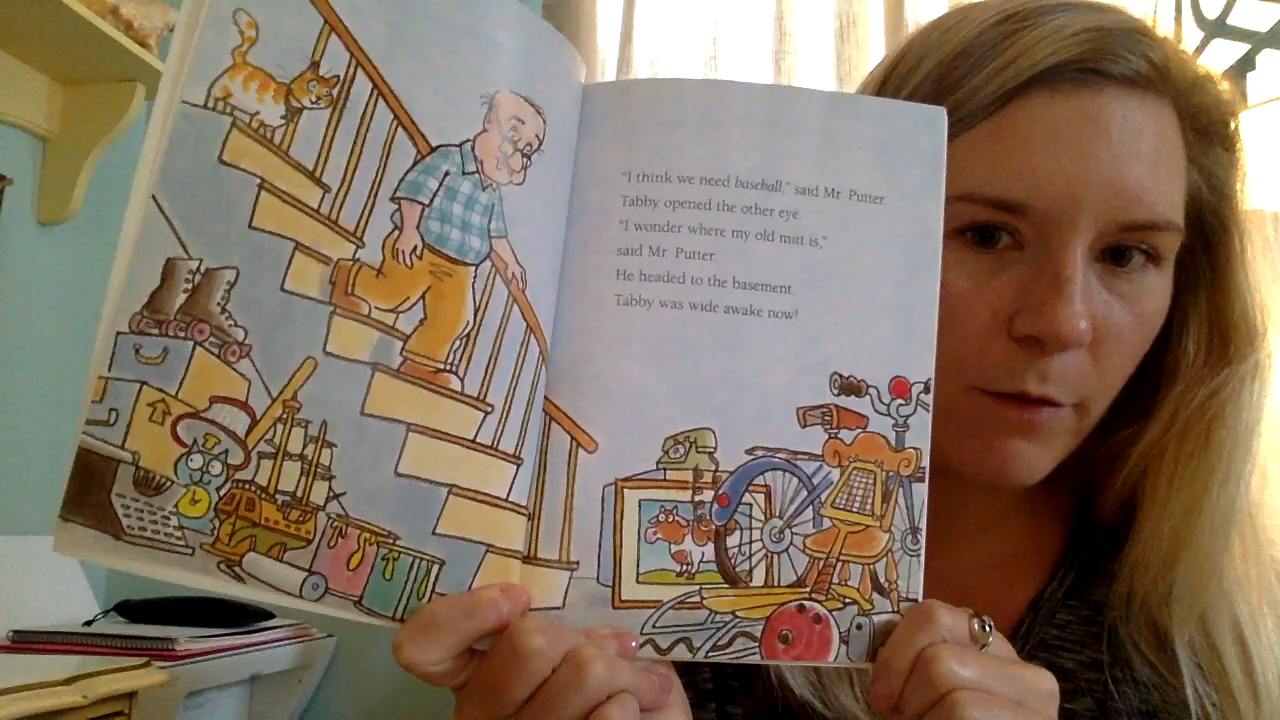 "I think we need baseball," said Mr. Putter.
Tabby opened the other eye.
"I wonder where my old mitt is,"
said Mr. Putter.
He headed to the basement.
Tabby was wide awake now!